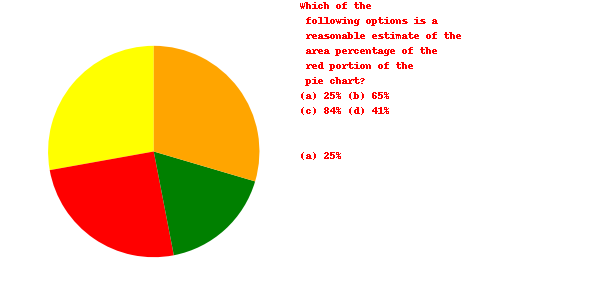 Which of the
following options is a
reasonable estimate of the
area percentage of the
red portion of the
pie chart?
(a) 25% (b) 65%
(c) 84% (d) 41%
(a) 25%